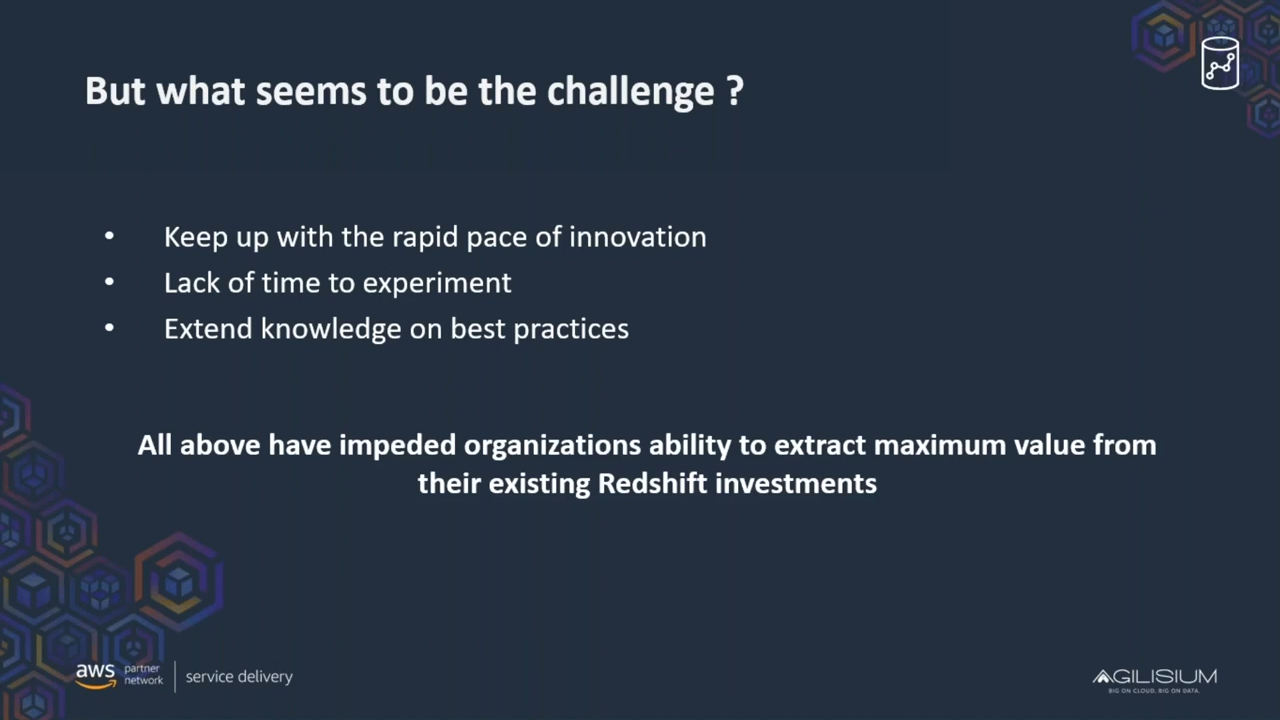 But what seems to be the challenge ?
• Keep up with the rapid pace of innovation
• Lack of time to experiment
• Extend knowledge on best practices
All above have impeded organizations ability to extract maximum value from
their existing Redshift investments
aws partner network | service delivery
AGILISIUM
BIG ON CLOUD, BIG ON DATA.